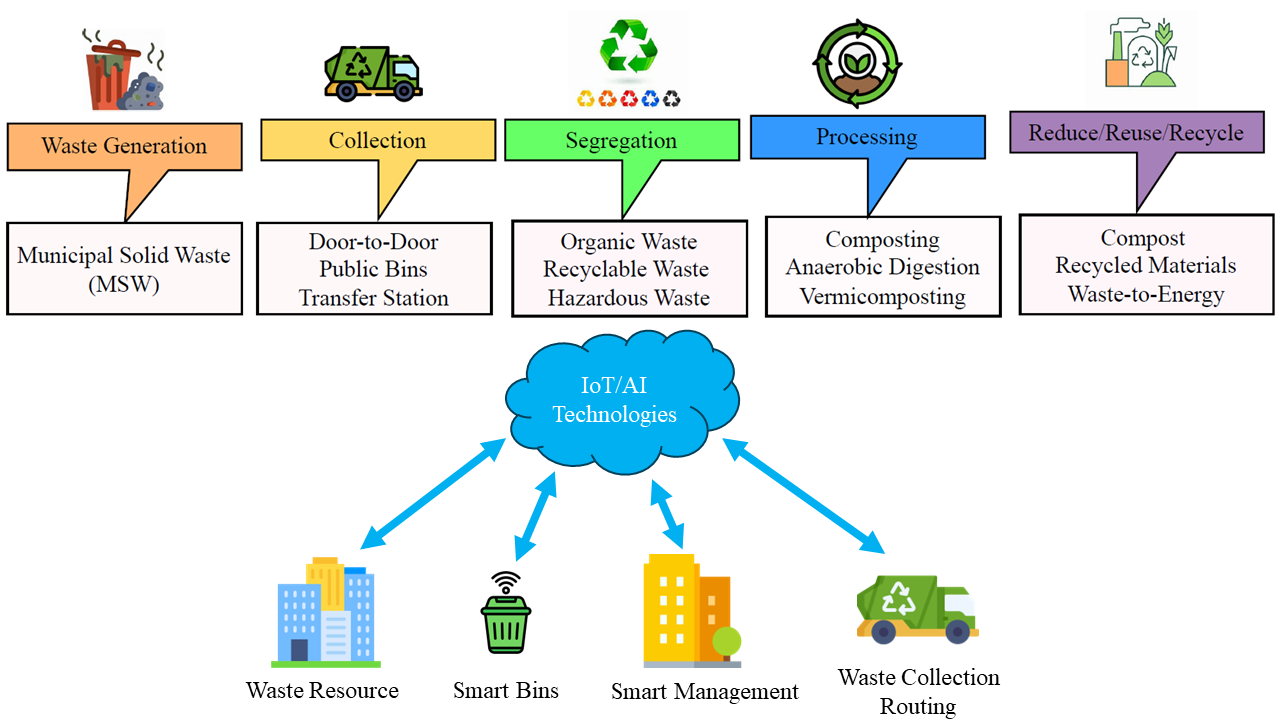 Waste Generation
Collection
Segregation
Processing
Reduce/Reuse/Recycle
Municipal Solid Waste
(MSW)
Door-to-Door
Public Bins
Transfer Station
Organic Waste
Recyclable Waste
Hazardous Waste
Composting
Anaerobic Digestion
Vermicomposting
Compost
Recycled Materials
Waste-to-Energy
IoT/AI
Technologies
Waste Resource
Smart Bins
Smart Management
Waste Collection
Routing